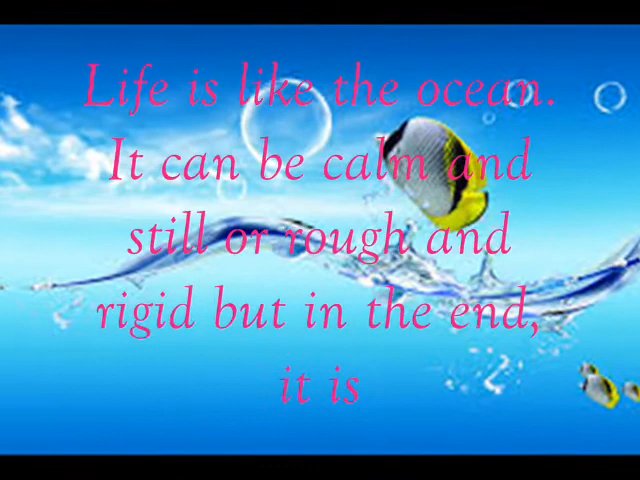 Life is like the ocean.
It can be calm and
still or rough and
rigid but in the end,
it is